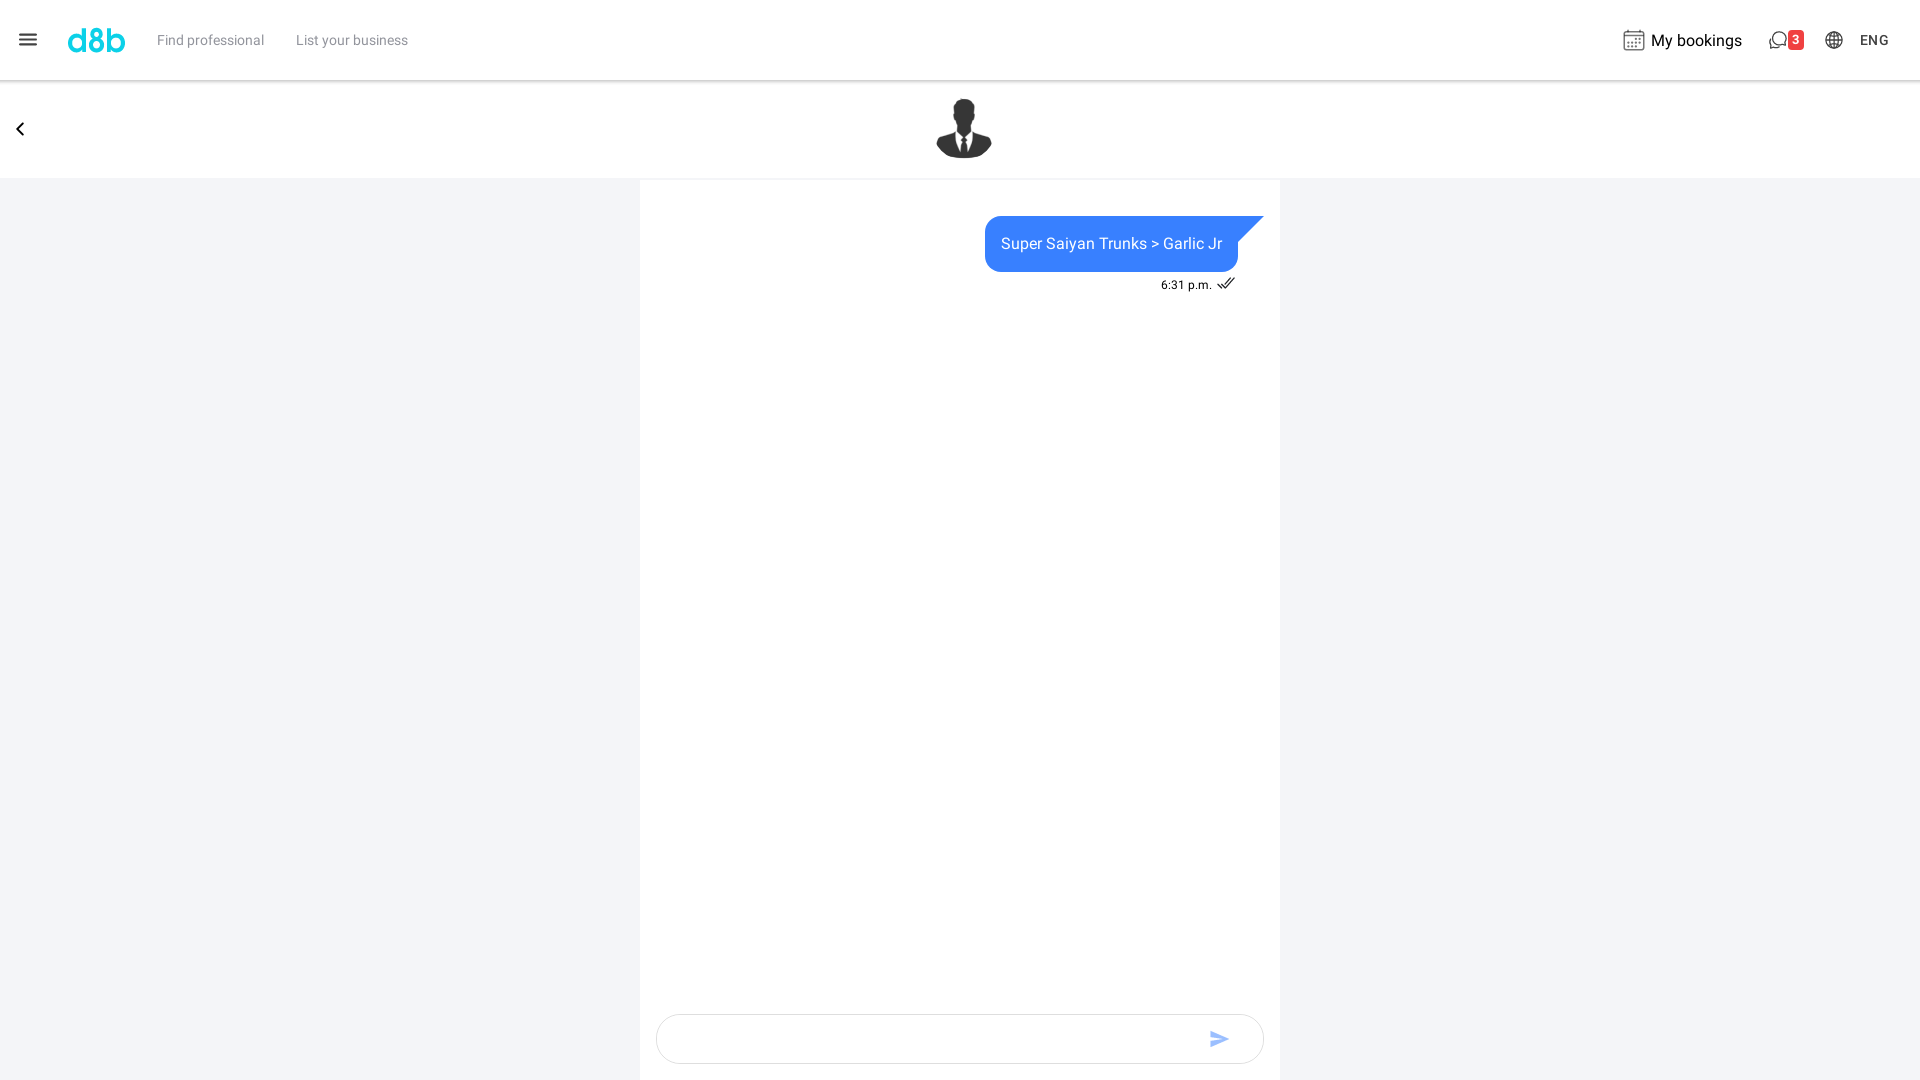 d8b
Find professional
List your business
My bookings
3
ENG
Super Saiyan Trunks > Garlic Jr
6:31 p.m.